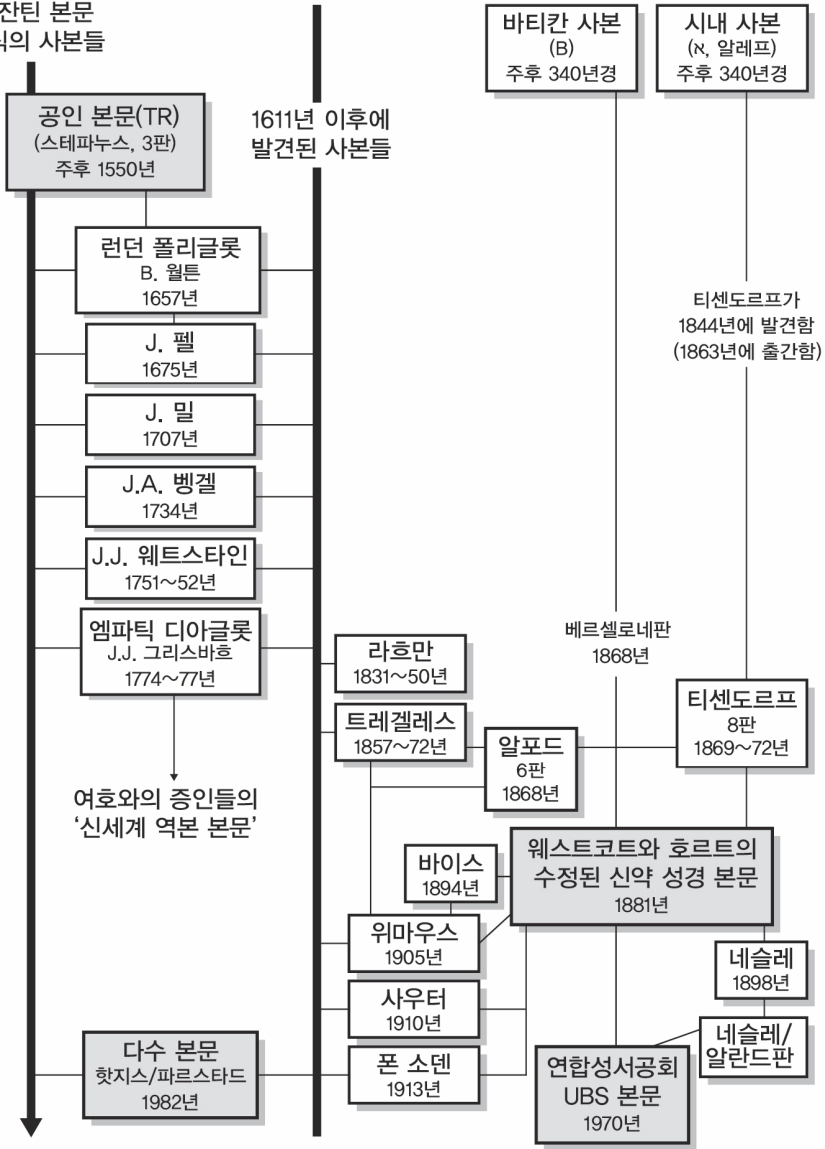 잔틴 본문
식의 사본들
공인 본문(TR)
(스테파누스, 3판)
주후 1550년
1611년 이후에
발견된 사본들
바티칸 사본
(B)
주후 340년경
시내 사본
(א, 알레프)
주후 340년경
런던 폴리글롯
B. 월튼
1657년
J. 펠
1675년
J. 밀
1707년
J.A. 벵겔
1734년
J.J. 웨트스타인
1751~52년
엠파틱 디아글롯
J.J. 그리스바흐
1774~77년
여호와의 증인들의
‘신세계 역본 본문’
티센도르프가
1844년에 발견함
(1863년에 출간함)
베르셀로네판
1868년
라흐만
1831~50년
트레겔레스
1857~72년
알포드
6판
1868년
티센도르프
8판
1869~72년
웨스트코트와 호르트의
수정된 신약 성경 본문
1881년
바이스
1894년
위마우스
1905년
사우터
1910년
폰 소덴
1913년
네슬레
1898년
네슬레/
알란드판
다수 본문
핫지스/파르스타드
1982년
연합성서공회
UBS 본문
1970년